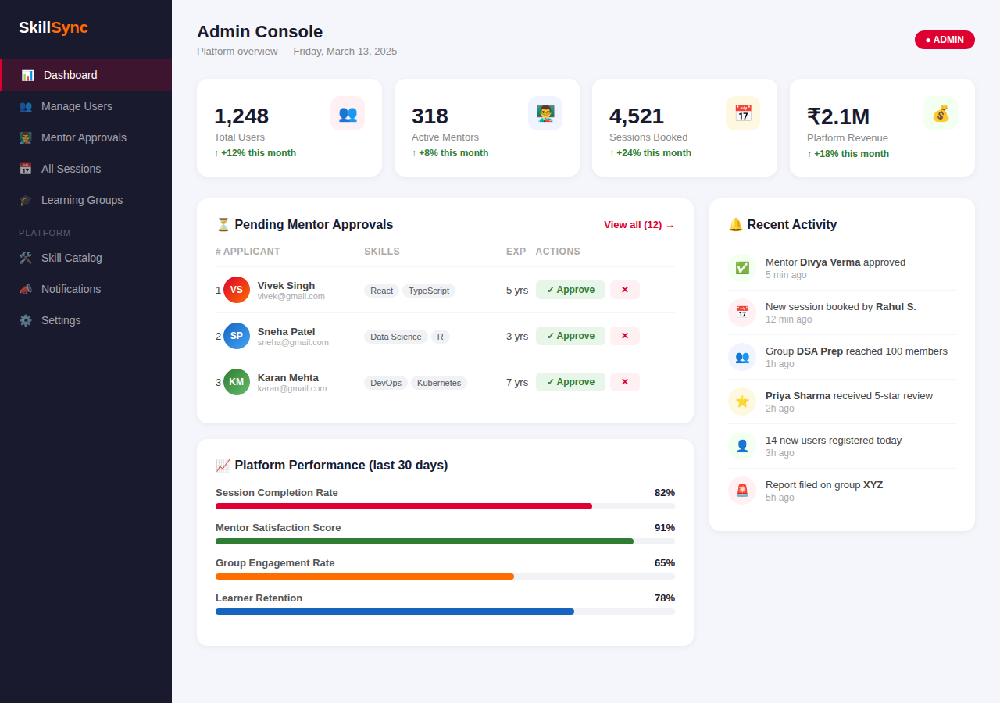 SkillSync
📊 Dashboard
👥 Manage Users
👨‍🏫 Mentor Approvals
📅 All Sessions
🎓 Learning Groups
PLATFORM
🛠️ Skill Catalog
📣 Notifications
⚙️ Settings
Admin Console
Platform overview — Friday, March 13, 2025
● ADMIN
1,248
Total Users
↑ +12% this month
318
Active Mentors
↑ +8% this month
4,521
Sessions Booked
↑ +24% this month
₹2.1M
Platform Revenue
↑ +18% this month
⏳ Pending Mentor Approvals
View all (12) →
# APPLICANT SKILLS EXP ACTIONS
1 VS Vivek Singh React TypeScript 5 yrs ✓ Approve ✕
vivek@gmail.com
2 SP Sneha Patel Data Science R 3 yrs ✓ Approve ✕
sneha@gmail.com
3 KM Karan Mehta DevOps Kubernetes 7 yrs ✓ Approve ✕
karan@gmail.com
📈 Platform Performance (last 30 days)
Session Completion Rate 82%
Mentor Satisfaction Score 91%
Group Engagement Rate 65%
Learner Retention 78%
🔔 Recent Activity
Mentor Divya Verma approved
5 min ago
New session booked by Rahul S.
12 min ago
Group DSA Prep reached 100 members
1h ago
Priya Sharma received 5-star review
2h ago
14 new users registered today
3h ago
Report filed on group XYZ
5h ago